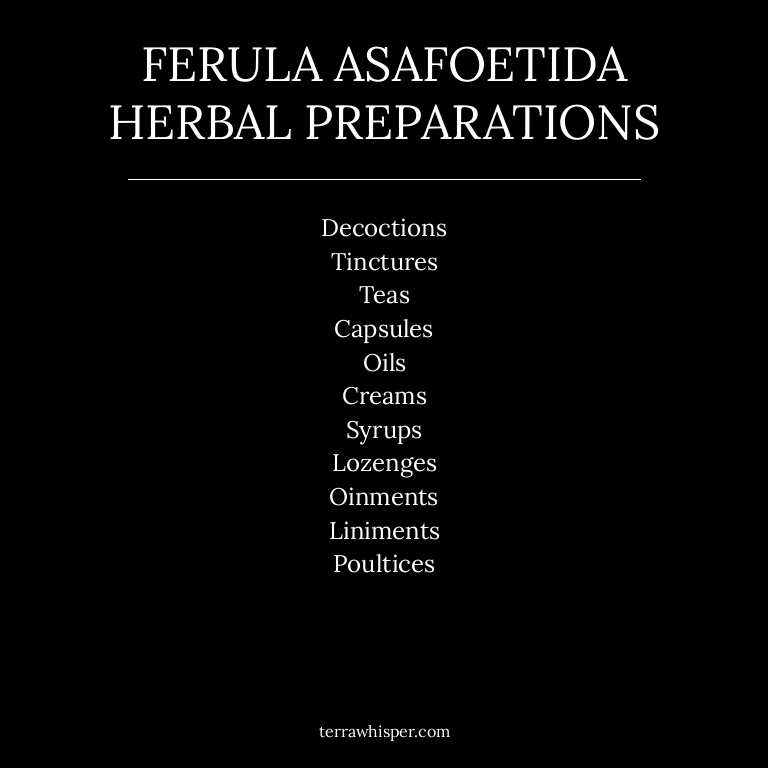 FERULA ASAFOETIDA
HERBAL PREPARATIONS
Decoctions
Tinctures
Teas
Capsules
Oils
Creams
Syrups
Lozenges
Oinments
Liniments
Poultices
terrawhisper.com